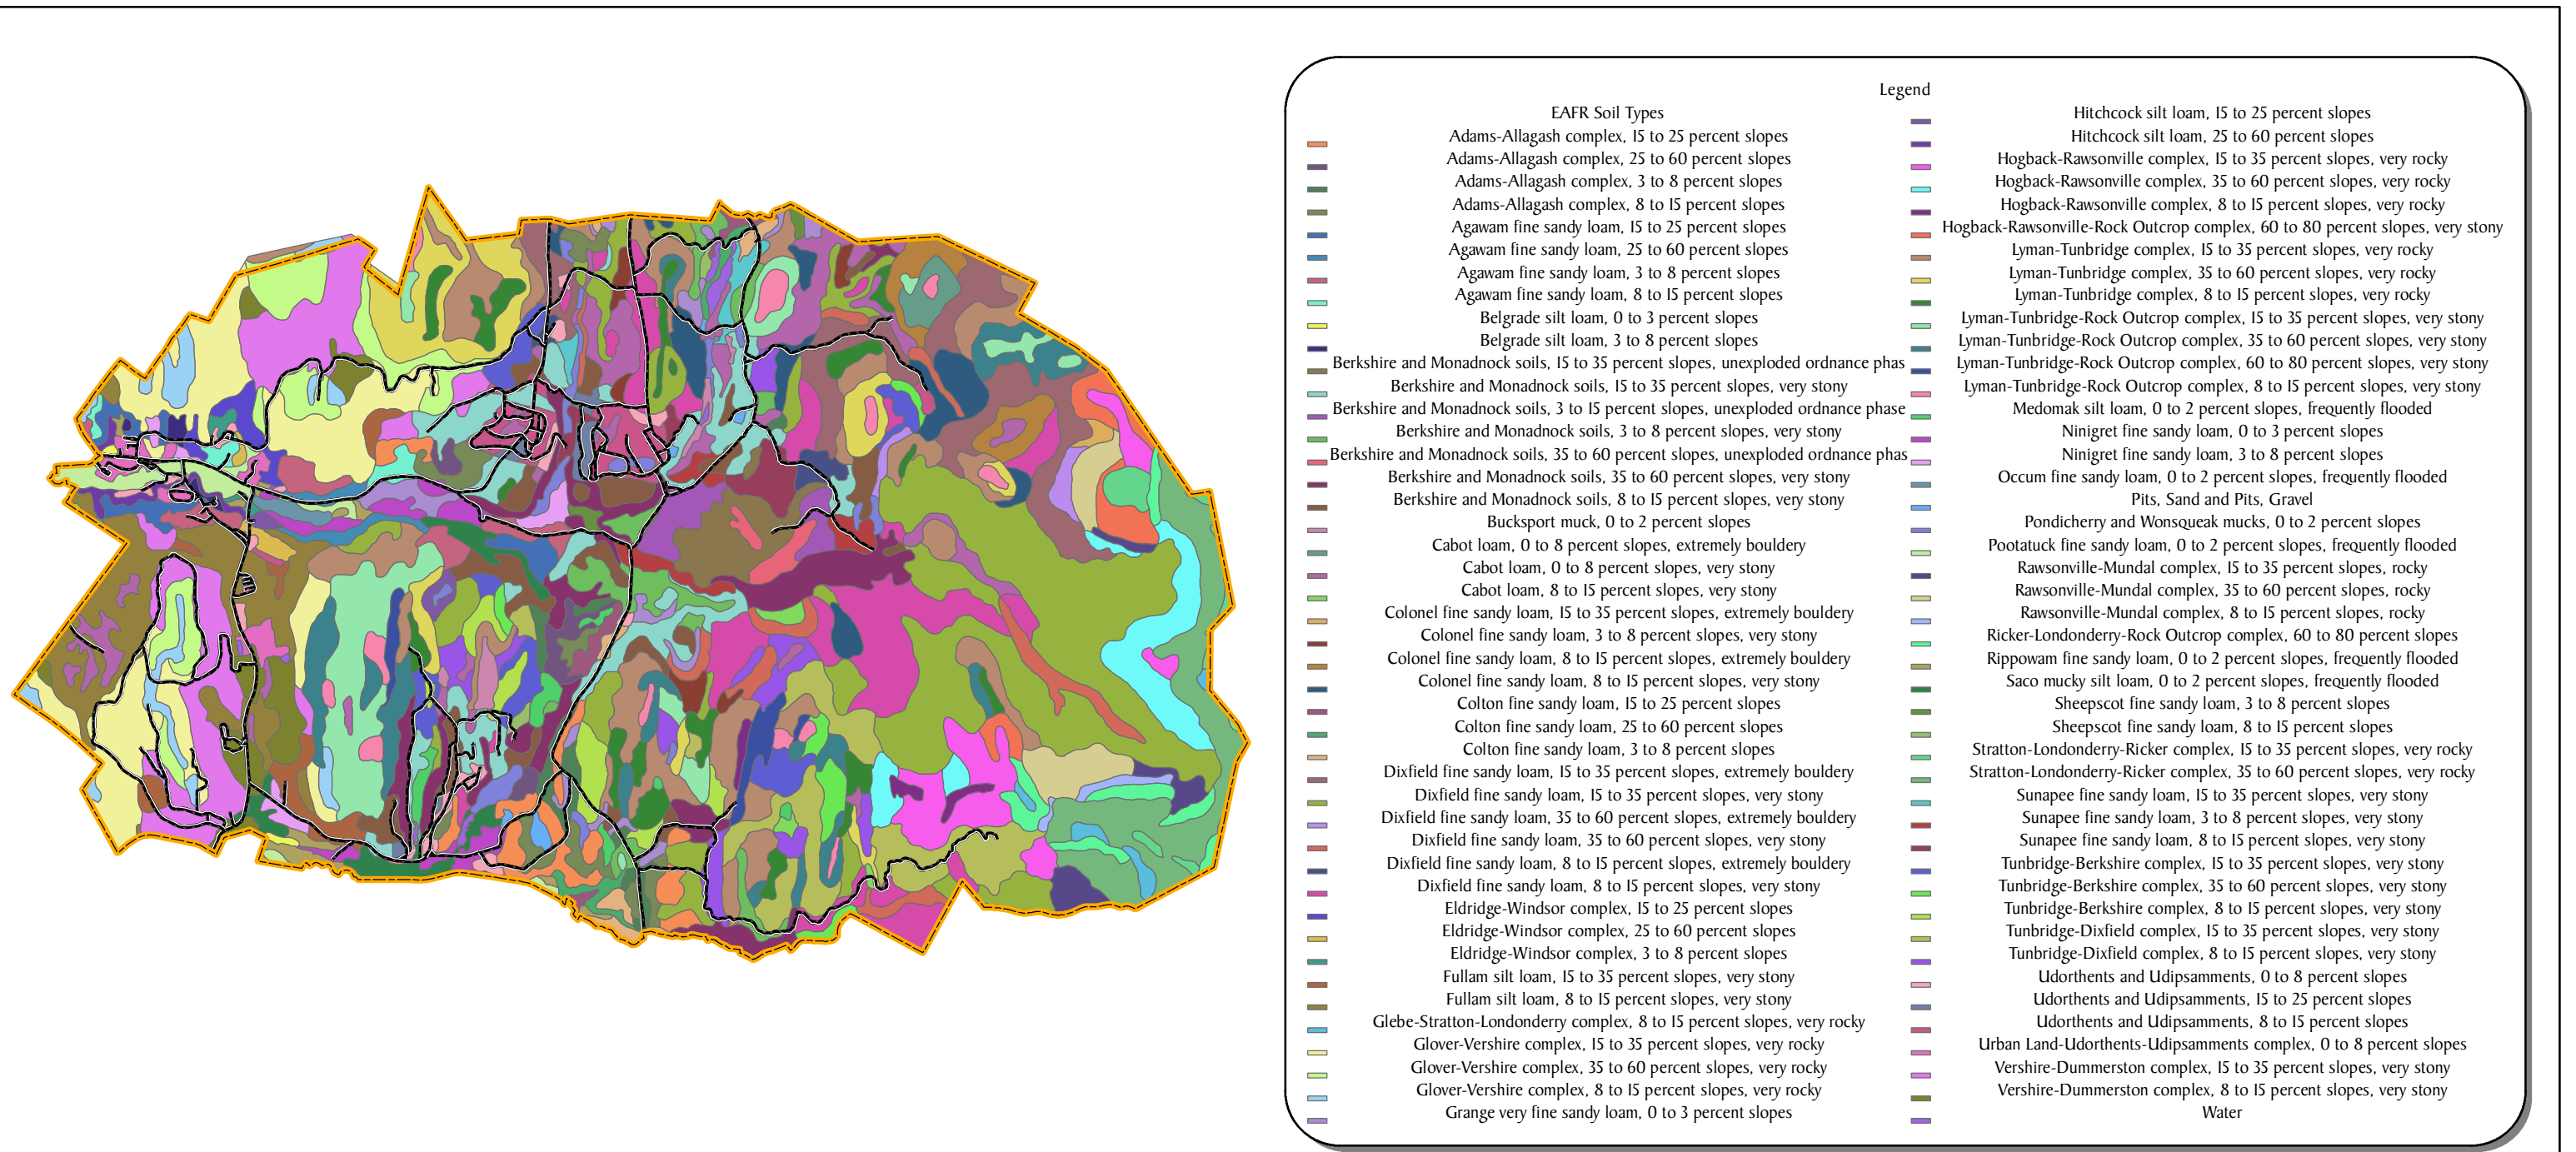 Legend
EAFR Soil Types
Adams-Allagash complex, 15 to 25 percent slopes
Adams-Allagash complex, 25 to 60 percent slopes
Adams-Allagash complex, 3 to 8 percent slopes
Adams-Allagash complex, 8 to 15 percent slopes
Agawam fine sandy loam, 15 to 25 percent slopes
Agawam fine sandy loam, 25 to 60 percent slopes
Agawam fine sandy loam, 3 to 8 percent slopes
Agawam fine sandy loam, 8 to 15 percent slopes
Belgrade silt loam, 0 to 3 percent slopes
Belgrade silt loam, 3 to 8 percent slopes
Berkshire and Monadnock soils, 15 to 35 percent slopes, unexploded ordnance phas
Berkshire and Monadnock soils, 15 to 35 percent slopes, very stony
Berkshire and Monadnock soils, 3 to 15 percent slopes, unexploded ordnance phase
Berkshire and Monadnock soils, 3 to 8 percent slopes, very stony
Berkshire and Monadnock soils, 35 to 60 percent slopes, unexploded ordnance phas
Berkshire and Monadnock soils, 35 to 60 percent slopes, very stony
Berkshire and Monadnock soils, 8 to 15 percent slopes, very stony
Bucksport muck, 0 to 2 percent slopes
Cabot loam, 0 to 8 percent slopes, extremely bouldery
Cabot loam, 0 to 8 percent slopes, very stony
Cabot loam, 8 to 15 percent slopes, very stony
Colonel fine sandy loam, 15 to 35 percent slopes, extremely bouldery
Colonel fine sandy loam, 3 to 8 percent slopes, very stony
Colonel fine sandy loam, 8 to 15 percent slopes, extremely bouldery
Colonel fine sandy loam, 8 to 15 percent slopes, very stony
Colton fine sandy loam, 15 to 25 percent slopes
Colton fine sandy loam, 25 to 60 percent slopes
Colton fine sandy loam, 3 to 8 percent slopes
Dixfield fine sandy loam, 15 to 35 percent slopes, extremely bouldery
Dixfield fine sandy loam, 15 to 35 percent slopes, very stony
Dixfield fine sandy loam, 35 to 60 percent slopes, extremely bouldery
Dixfield fine sandy loam, 35 to 60 percent slopes, very stony
Dixfield fine sandy loam, 8 to 15 percent slopes, extremely bouldery
Dixfield fine sandy loam, 8 to 15 percent slopes, very stony
Eldridge-Windsor complex, 15 to 25 percent slopes
Eldridge-Windsor complex, 25 to 60 percent slopes
Eldridge-Windsor complex, 3 to 8 percent slopes
Fullam silt loam, 15 to 35 percent slopes, very stony
Fullam silt loam, 8 to 15 percent slopes, very stony
Glebe-Stratton-Londonderry complex, 8 to 15 percent slopes, very rocky
Glover-Vershire complex, 15 to 35 percent slopes, very rocky
Glover-Vershire complex, 35 to 60 percent slopes, very rocky
Glover-Vershire complex, 8 to 15 percent slopes, very rocky
Grange very fine sandy loam, 0 to 3 percent slopes
Hitchcock silt loam, 15 to 25 percent slopes
Hitchcock silt loam, 25 to 60 percent slopes
Hogback-Rawsonville complex, 15 to 35 percent slopes, very rocky
Hogback-Rawsonville complex, 35 to 60 percent slopes, very rocky
Hogback-Rawsonville complex, 8 to 15 percent slopes, very rocky
Hogback-Rawsonville-Rock Outcrop complex, 60 to 80 percent slopes, very stony
Lyman-Tunbridge complex, 15 to 35 percent slopes, very rocky
Lyman-Tunbridge complex, 35 to 60 percent slopes, very rocky
Lyman-Tunbridge complex, 8 to 15 percent slopes, very rocky
Lyman-Tunbridge-Rock Outcrop complex, 15 to 35 percent slopes, very stony
Lyman-Tunbridge-Rock Outcrop complex, 35 to 60 percent slopes, very stony
Lyman-Tunbridge-Rock Outcrop complex, 60 to 80 percent slopes, very stony
Lyman-Tunbridge-Rock Outcrop complex, 8 to 15 percent slopes, very stony
Medomak silt loam, 0 to 2 percent slopes, frequently flooded
Ninigret fine sandy loam, 0 to 3 percent slopes
Ninigret fine sandy loam, 3 to 8 percent slopes
Occum fine sandy loam, 0 to 2 percent slopes, frequently flooded
Pits, Sand and Pits, Gravel
Pondicherry and Wonsqueak mucks, 0 to 2 percent slopes
Pootatuck fine sandy loam, 0 to 2 percent slopes, frequently flooded
Rawsonville-Mundal complex, 15 to 35 percent slopes, rocky
Rawsonville-Mundal complex, 35 to 60 percent slopes, rocky
Rawsonville-Mundal complex, 8 to 15 percent slopes, rocky
Ricker-Londonderry-Rock Outcrop complex, 60 to 80 percent slopes
Rippowam fine sandy loam, 0 to 2 percent slopes, frequently flooded
Saco mucky silt loam, 0 to 2 percent slopes, frequently flooded
Sheepscot fine sandy loam, 3 to 8 percent slopes
Sheepscot fine sandy loam, 8 to 15 percent slopes
Stratton-Londonderry-Ricker complex, 15 to 35 percent slopes, very rocky
Stratton-Londonderry-Ricker complex, 35 to 60 percent slopes, very rocky
Sunapee fine sandy loam, 15 to 35 percent slopes, very stony
Sunapee fine sandy loam, 3 to 8 percent slopes, very stony
Sunapee fine sandy loam, 8 to 15 percent slopes, very stony
Tunbridge-Berkshire complex, 15 to 35 percent slopes, very stony
Tunbridge-Berkshire complex, 35 to 60 percent slopes, very stony
Tunbridge-Berkshire complex, 8 to 15 percent slopes, very stony
Tunbridge-Dixfield complex, 15 to 35 percent slopes, very stony
Tunbridge-Dixfield complex, 8 to 15 percent slopes, very stony
Udorthents and Udipsamments, 0 to 8 percent slopes
Udorthents and Udipsamments, 15 to 25 percent slopes
Udorthents and Udipsamments, 8 to 15 percent slopes
Urban Land-Udorthents-Udipsamments complex, 0 to 8 percent slopes
Vershire-Dummerston complex, 15 to 35 percent slopes, very stony
Vershire-Dummerston complex, 8 to 15 percent slopes, very stony
Water